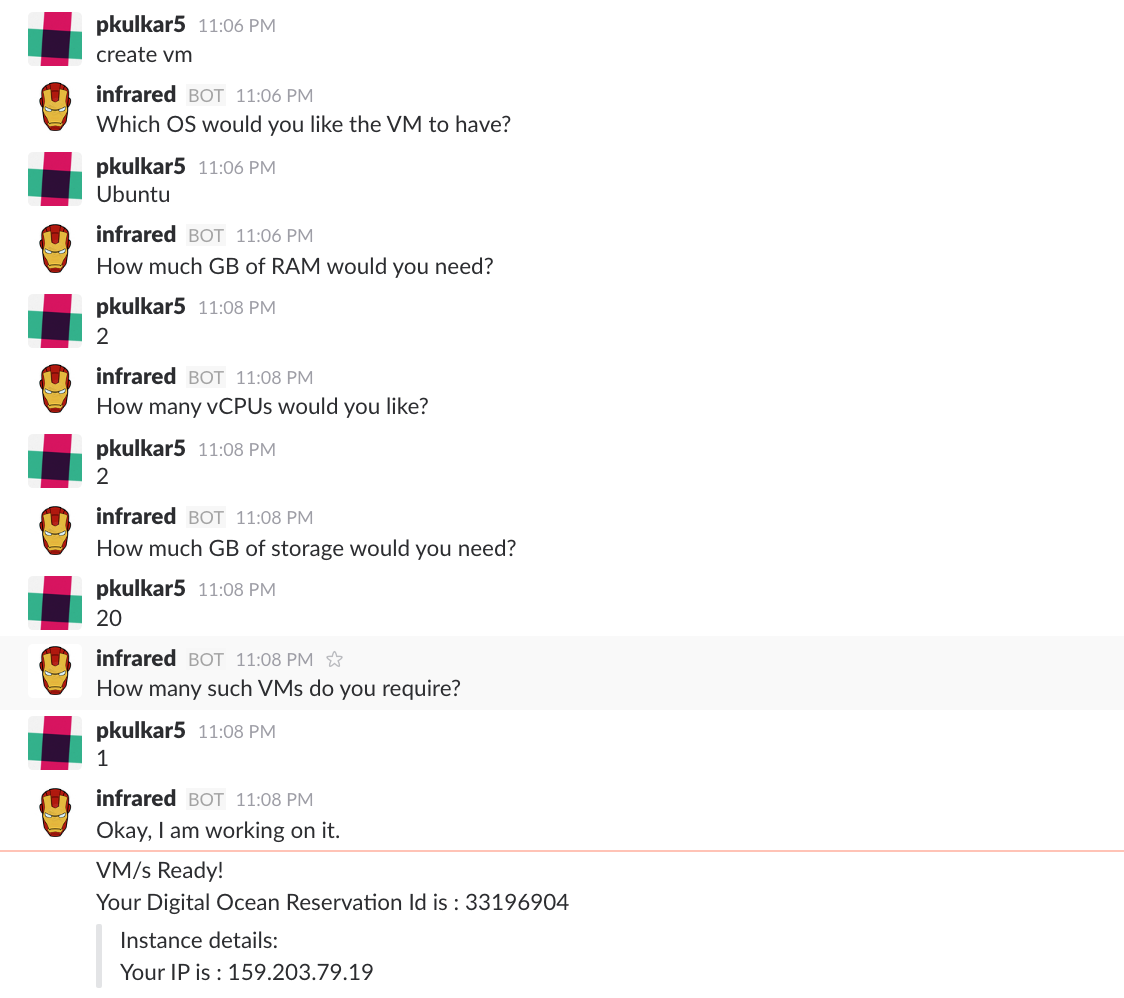 pkulkar5 11:06 PM
create vm
infrared BOT 11:06 PM
Which OS would you like the VM to have?
pkulkar5 11:06 PM
Ubuntu
infrared BOT 11:06 PM
How much GB of RAM would you need?
pkulkar5 11:08 PM
2
infrared BOT 11:08 PM
How many vCPUs would you like?
pkulkar5 11:08 PM
2
infrared BOT 11:08 PM
How much GB of storage would you need?
pkulkar5 11:08 PM
20
infrared BOT 11:08 PM
How many such VMs do you require?
pkulkar5 11:08 PM
1
infrared BOT 11:08 PM
Okay, I am working on it.
VM/s Ready!
Your Digital Ocean Reservation Id is : 33196904
Instance details:
Your IP is : 159.203.79.19